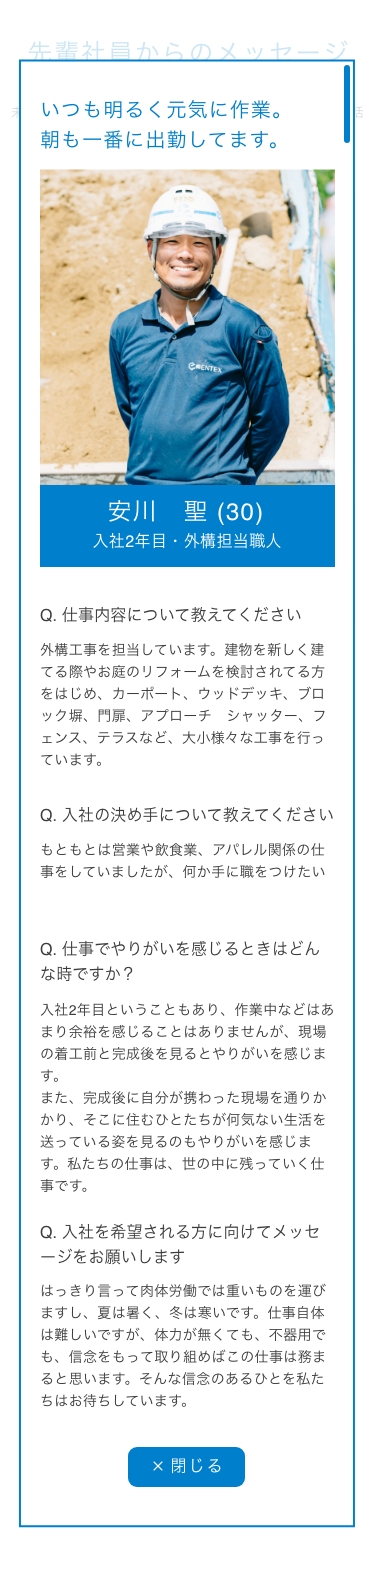 先輩社員からのメッセージ
いつも明るく元気に作業。
朝も一番に出勤してます。
ENTEX
安川　聖 (30)
入社2年目・外構担当職人
Q. 仕事内容について教えてください
外構工事を担当しています。建物を新しく建
てる際やお庭のリフォームを検討されてる方
をはじめ、カーポート、ウッドデッキ、ブロ
ック塀、門扉、アプローチ　シャッター、フ
ェンス、テラスなど、大小様々な工事を行っ
ています。
Q. 入社の決め手について教えてください
もともとは営業や飲食業、アパレル関係の仕
事をしていましたが、何か手に職をつけたい
Q. 仕事でやりがいを感じるときはどん
な時ですか？
入社2年目ということもあり、作業中などはあ
まり余裕を感じることはありませんが、現場
の着工前と完成後を見るとやりがいを感じま
す。
また、完成後に自分が携わった現場を通りか
かり、そこに住むひとたちが何気ない生活を
送っている姿を見るのもやりがいを感じま
す。私たちの仕事は、世の中に残っていく仕
事です。
Q. 入社を希望される方に向けてメッセ
ージをお願いします
はっきり言って肉体労働では重いものを運び
ますし、夏は暑く、冬は寒いです。仕事自体
は難しいですが、体力が無くても、不器用で
も、信念をもって取り組めばこの仕事は務ま
ると思います。そんな信念のあるひとを私た
ちはお待ちしています。
× 閉じる